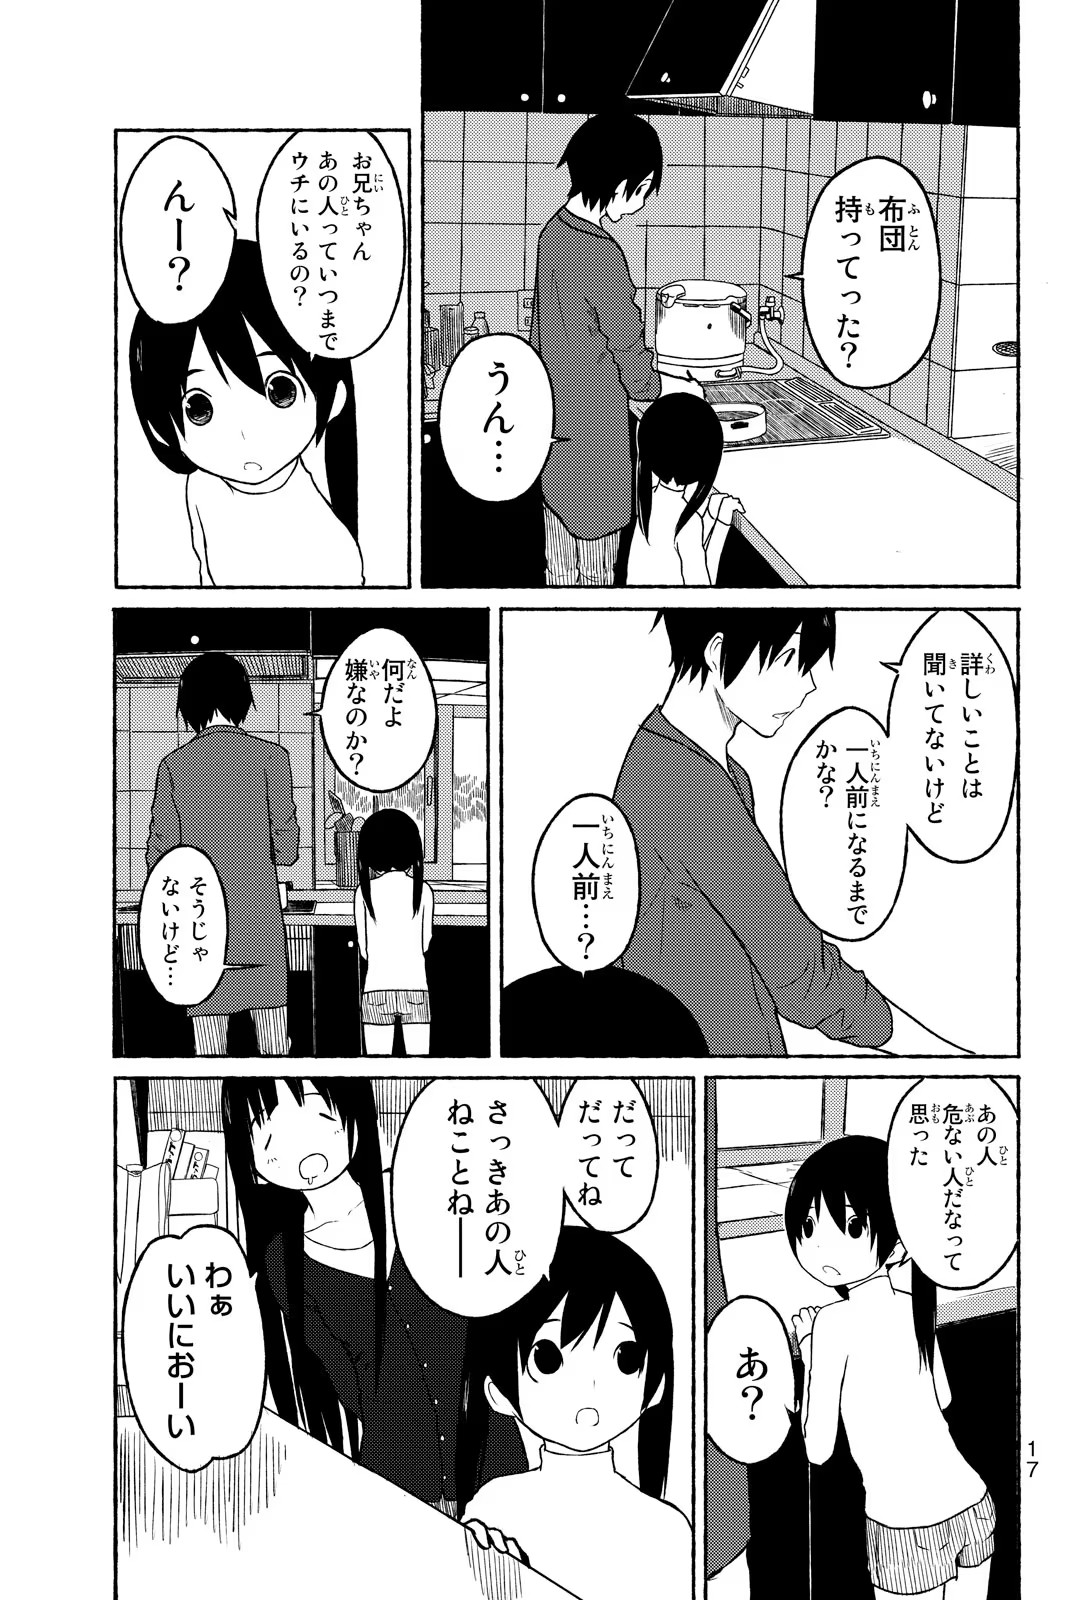 布団
持ってった？
うん…
お兄ちゃん
あの人っていつまで
ウチにいるの？
んー？
詳しいことは
聞いてないけど
一人前になるまで
かな？
一人前…？
何だよ
嫌なのか？
そうじゃ
ないけど…
あの人
危ない人だなって
思った
あ？
だって
だってね
さっきあの人
ねことね──
わぁ
いいにおーい
17